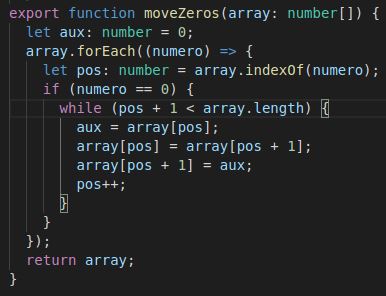 export function moveZeros(array: number[]) {
  let aux: number = 0;
  array.forEach((numero) => {
    let pos: number = array.indexOf(numero);
    if (numero == 0) {
      while (pos + 1 < array.length) {
        aux = array[pos];
        array[pos] = array[pos + 1];
        array[pos + 1] = aux;
        pos++;
      }
    }
  });
  return array;
}